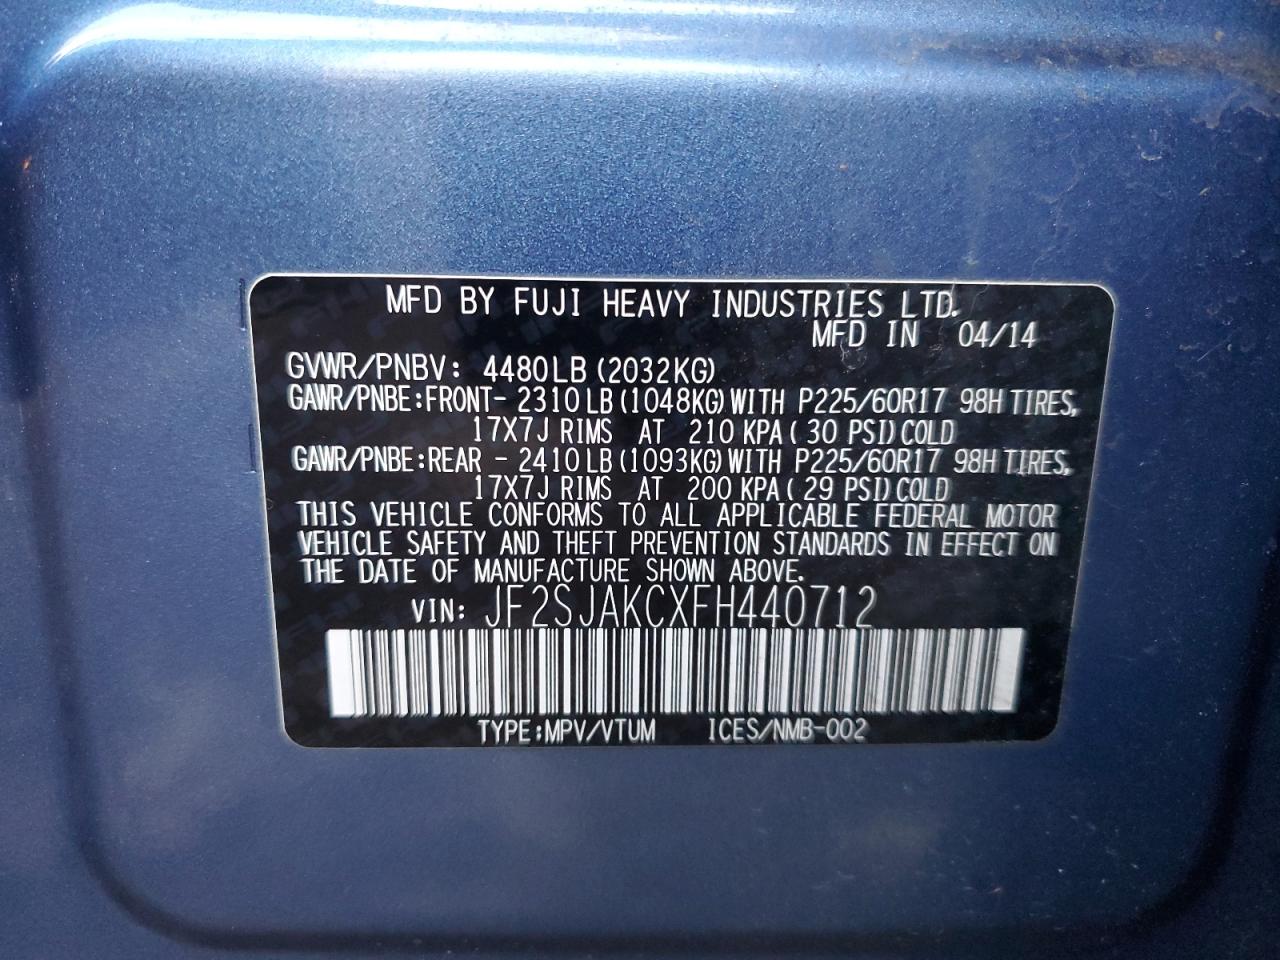 MFD BY FUJI HEAVY INDUSTRIES LTD.
MFD IN 04/14
GVWR/PNBV: 4480LB(2032KG)
GAWR/PNBE:FRONT- 2310LB(1048KG)WITH P225/60R17 98H TIRES,
17X7J RIMS AT 210 KPA(30 PSI)COLD
GAWR/PNBE:REAR - 2410LB(1093KG)WITH P225/60R17 98H TIRES,
17X7J RIMS AT 200 KPA(29 PSI)COLD
THIS VEHICLE CONFORMS TO ALL APPLICABLE FEDERAL MOTOR
VEHICLE SAFETY AND THEFT PREVENTION STANDARDS IN EFFECT ON
THE DATE OF MANUFACTURE SHOWN ABOVE.
VIN: JF2SJAKCXFH440712
TYPE:MPV/VTUM ICES/NMB-002